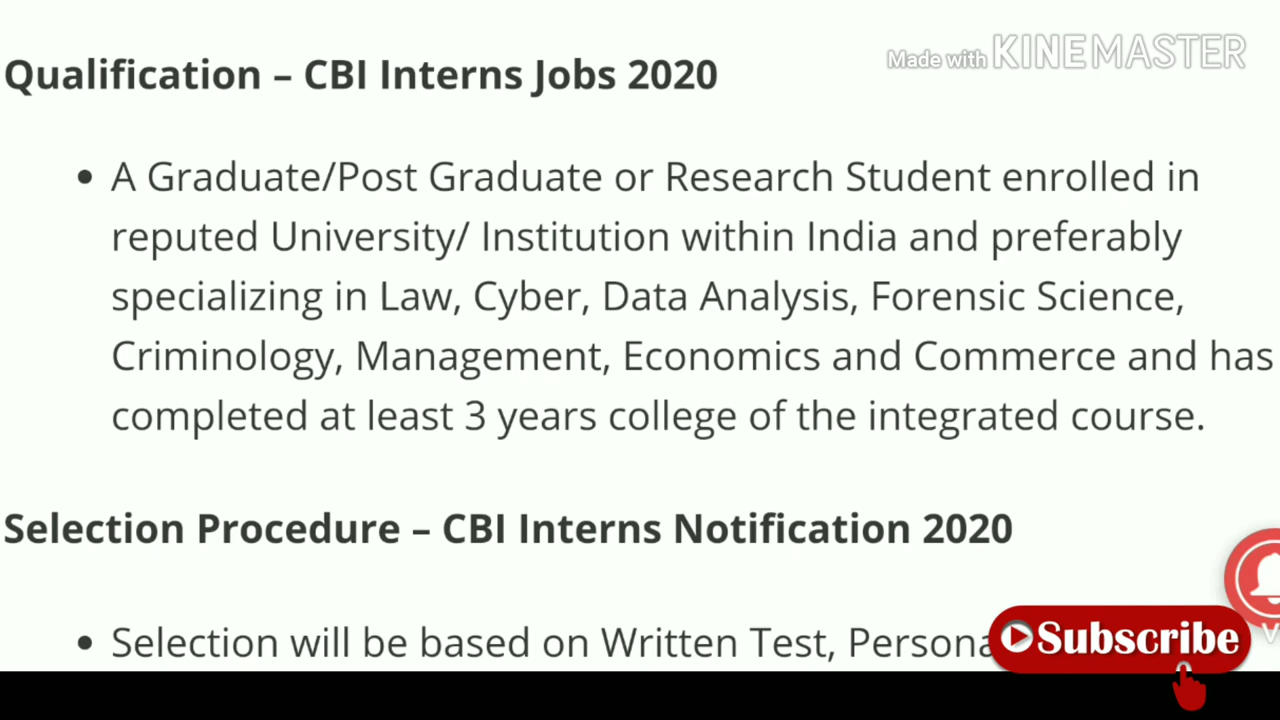 Made with KINEMASTER
Qualification – CBI Interns Jobs 2020
• A Graduate/Post Graduate or Research Student enrolled in
reputed University/ Institution within India and preferably
specializing in Law, Cyber, Data Analysis, Forensic Science,
Criminology, Management, Economics and Commerce and has
completed at least 3 years college of the integrated course.
Selection Procedure – CBI Interns Notification 2020
• Selection will be based on Written Test,
Subscribe